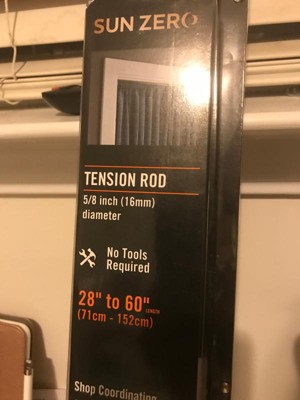 SUN ZERO
TENSION ROD
5/8 inch (16mm)
diameter
No Tools
Required
28" to 60" LENGTH
(71cm - 152cm)
Shop Coordinating